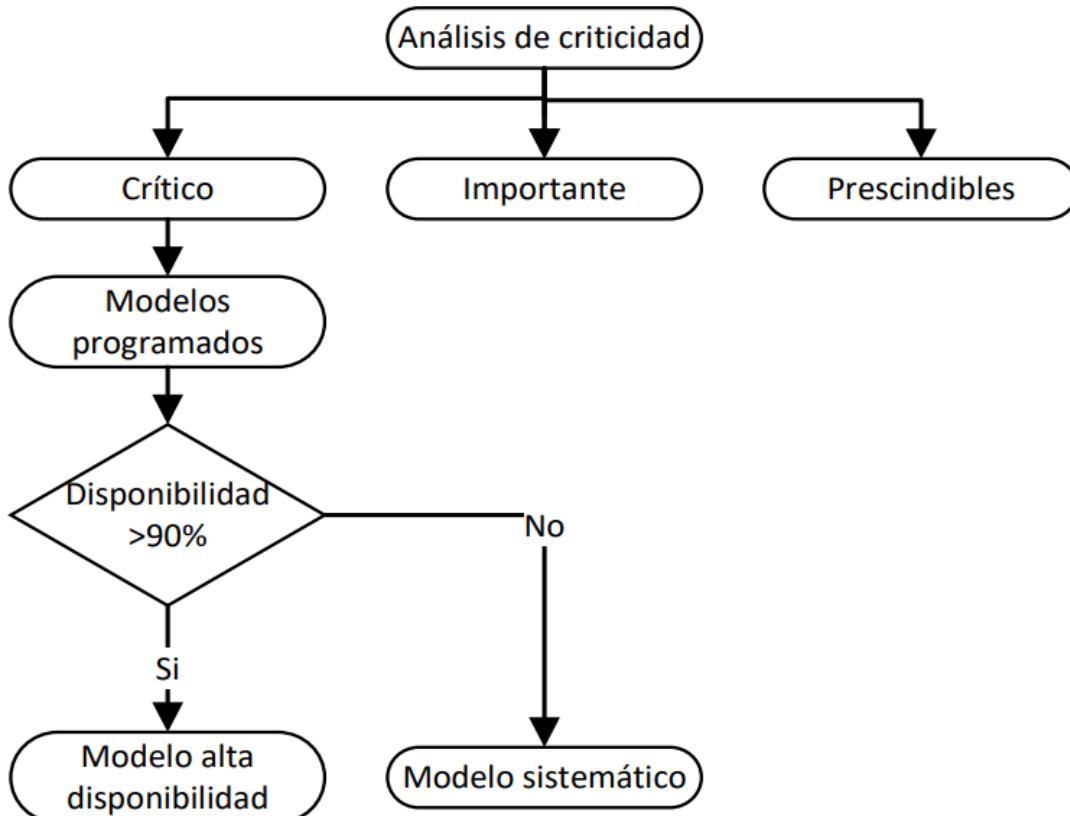 Análisis de criticidad
Crítico
Importante
Prescindibles
Modelos
programados
Disponibilidad
>90%
No
Si
Modelo alta
disponibilidad
Modelo sistemático